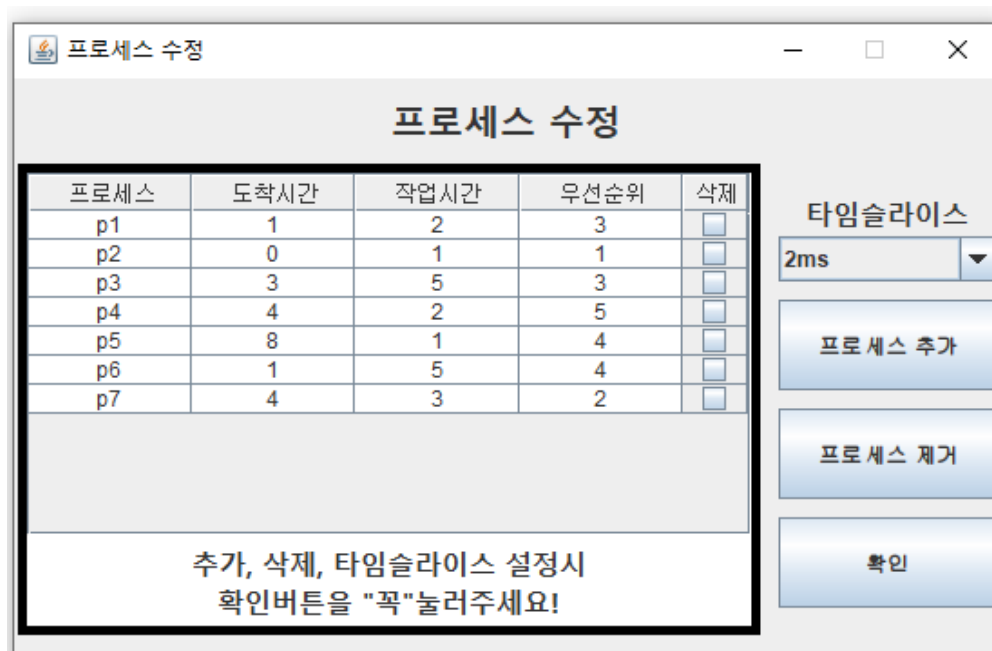 프로세스 수정
프로세스 수정
프로세스 도착시간 작업시간 우선순위 삭제
p1 1 2 3
p2 0 1 1
p3 3 5 3
p4 4 2 5
p5 8 1 4
p6 1 5 4
p7 4 3 2
추가, 삭제, 타임슬라이스 설정시
확인버튼을 "꼭"눌러주세요!
타임슬라이스
2ms
프로세스 추가
프로세스 제거
확인